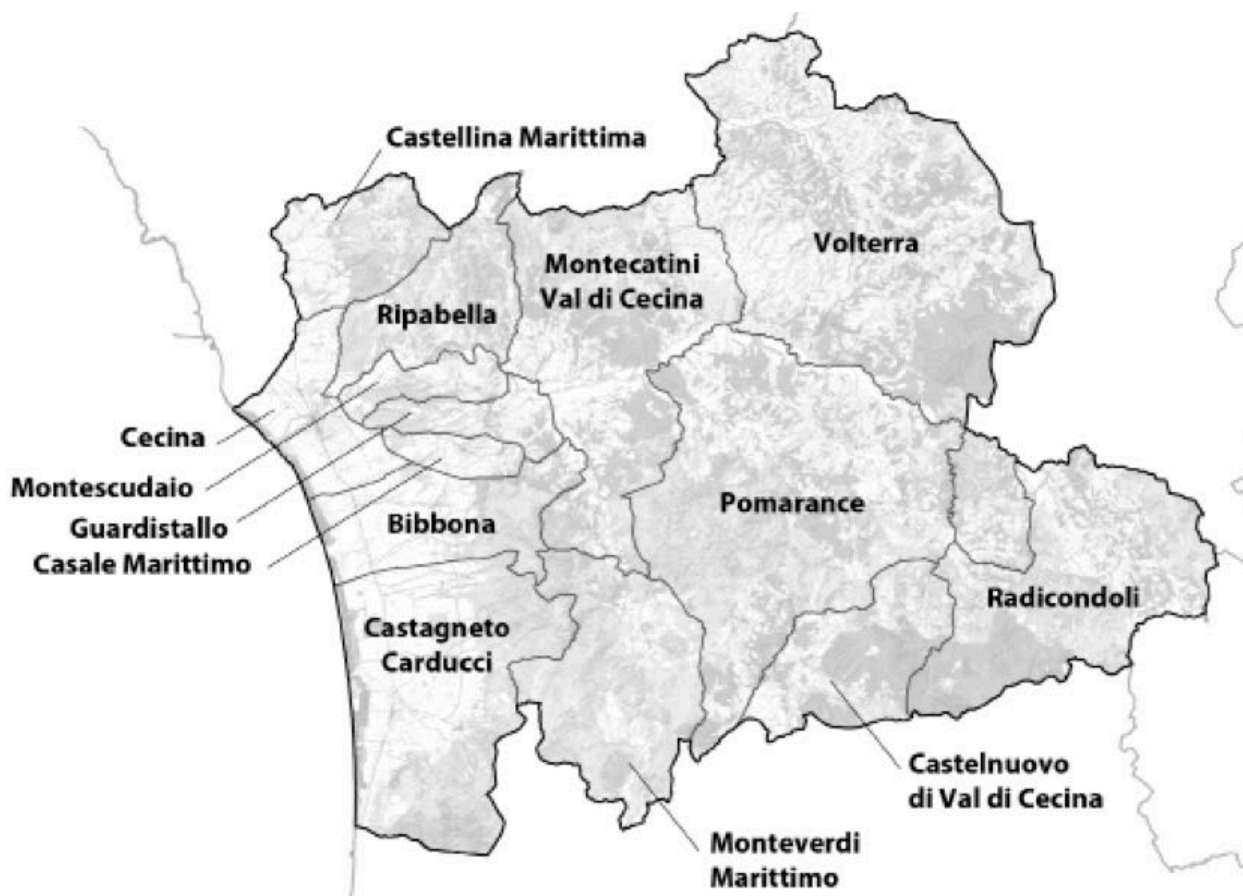 Castellina Marittima
Volterra
Montecatini
Val di Cecina
Ripabella
Cecina
Montescudaio
Guardistallo
Casale Marittimo
Bibbona
Pomarance
Radicondoli
Castagneto
Carducci
Castelnuovo
di Val di Cecina
Monteverdi
Marittimo